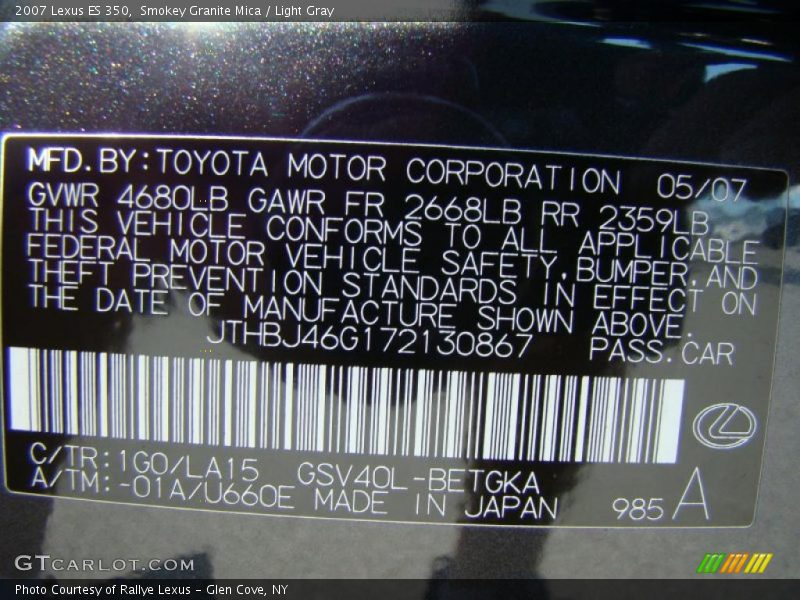 2007 Lexus ES 350, Smokey Granite Mica / Light Gray
MFD. BY: TOYOTA MOTOR CORPORATION 05/07
GVWR 4680LB GAWR FR 2668LB RR 2359LB
THIS VEHICLE CONFORMS TO ALL APPLICABLE
FEDERAL MOTOR VEHICLE SAFETY, BUMPER, AND
THEFT PREVENTION STANDARDS IN EFFECT ON
THE DATE OF MANUFACTURE SHOWN ABOVE.
JTHBJ46G172130867 PASS. CAR
C/TR: 1G0/LA15 GSV40L-BETGKA
A/TM: -01A/U660E MADE IN JAPAN 985 A
GTCARLOT.COM
Photo Courtesy of Rallye Lexus - Glen Cove, NY